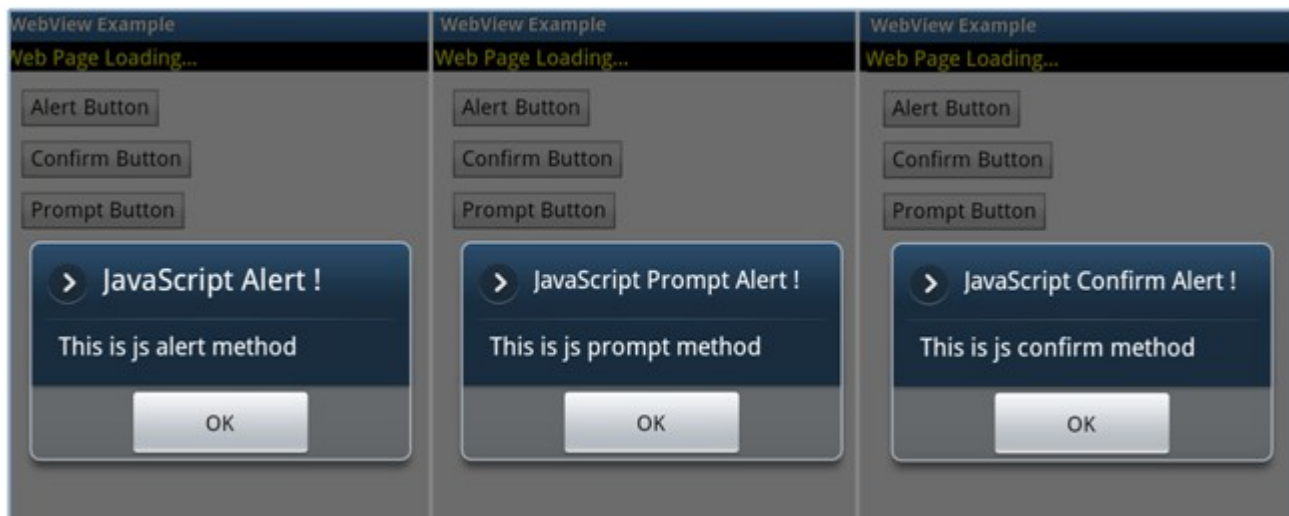 WebView Example
Web Page Loading...
Alert Button
Confirm Button
Prompt Button
JavaScript Alert !
This is js alert method
OK
WebView Example
Web Page Loading...
Alert Button
Confirm Button
Prompt Button
JavaScript Prompt Alert !
This is js prompt method
OK
WebView Example
Web Page Loading...
Alert Button
Confirm Button
Prompt Button
JavaScript Confirm Alert !
This is js confirm method
OK